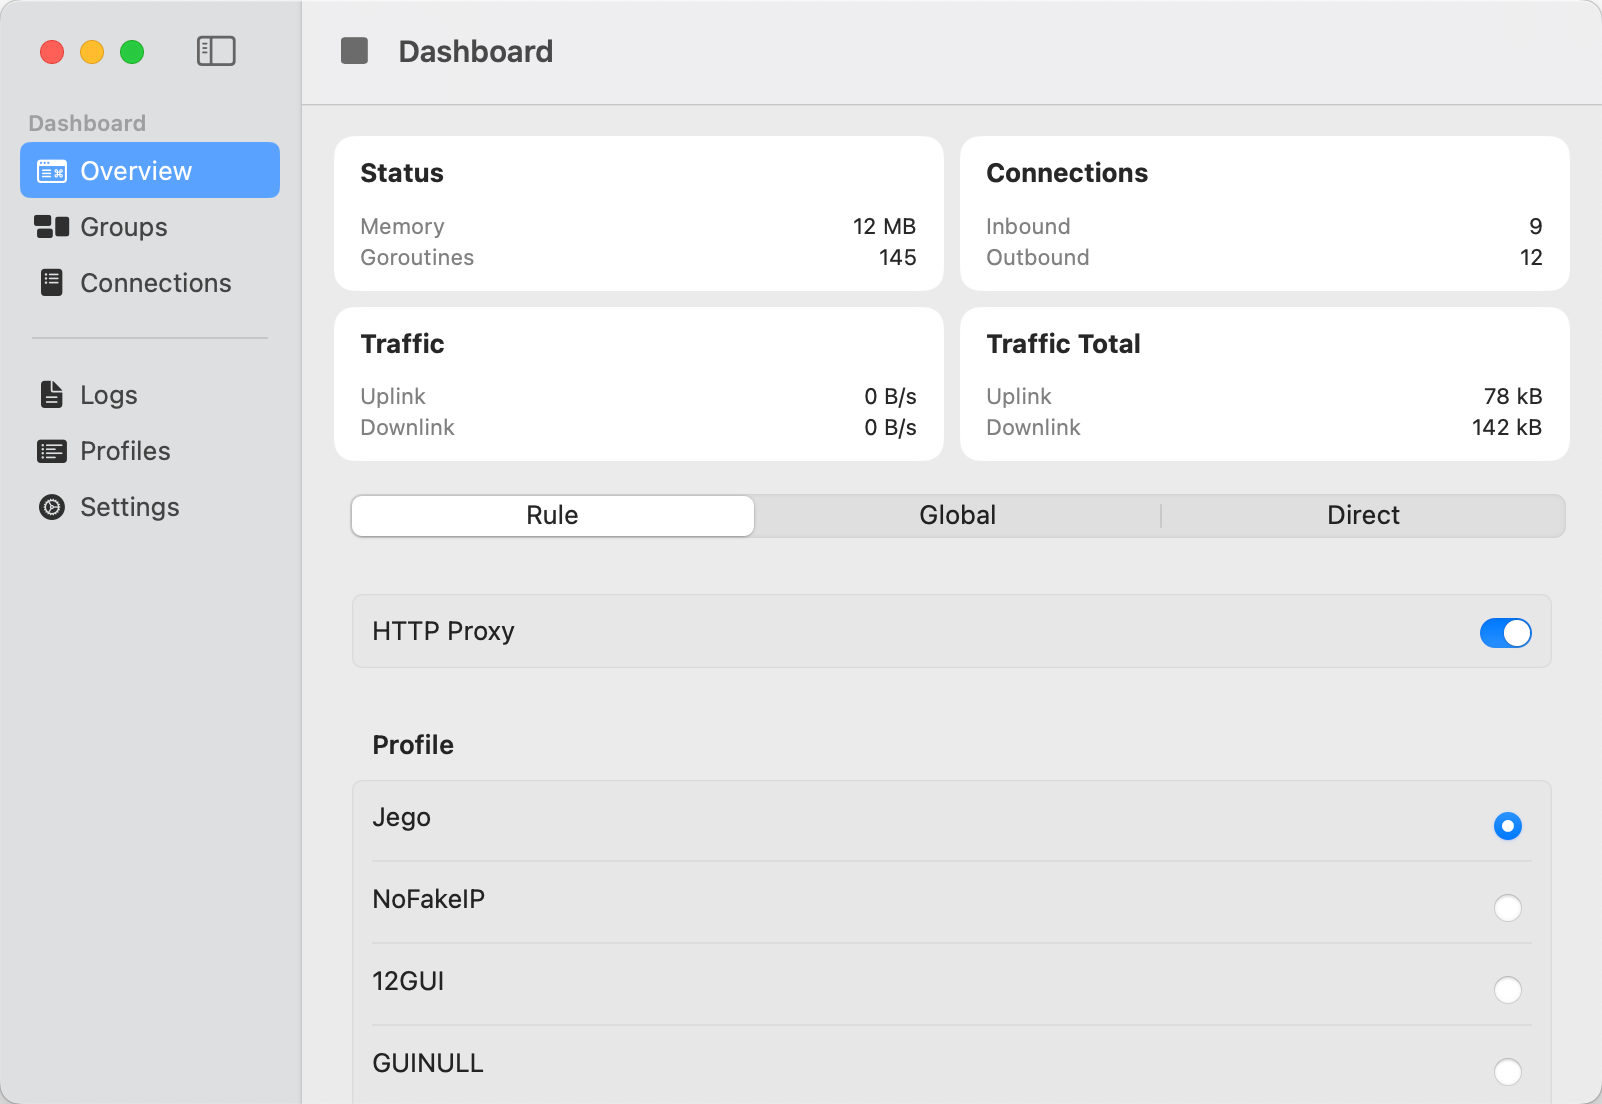 Dashboard
Dashboard
Overview
Groups
Connections
Logs
Profiles
Settings
Status
Memory 12 MB
Goroutines 145
Connections
Inbound 9
Outbound 12
Traffic
Uplink 0 B/s
Downlink 0 B/s
Traffic Total
Uplink 78 kB
Downlink 142 kB
Rule Global Direct
HTTP Proxy
Profile
Jego
NoFakeIP
12GUI
GUINULL